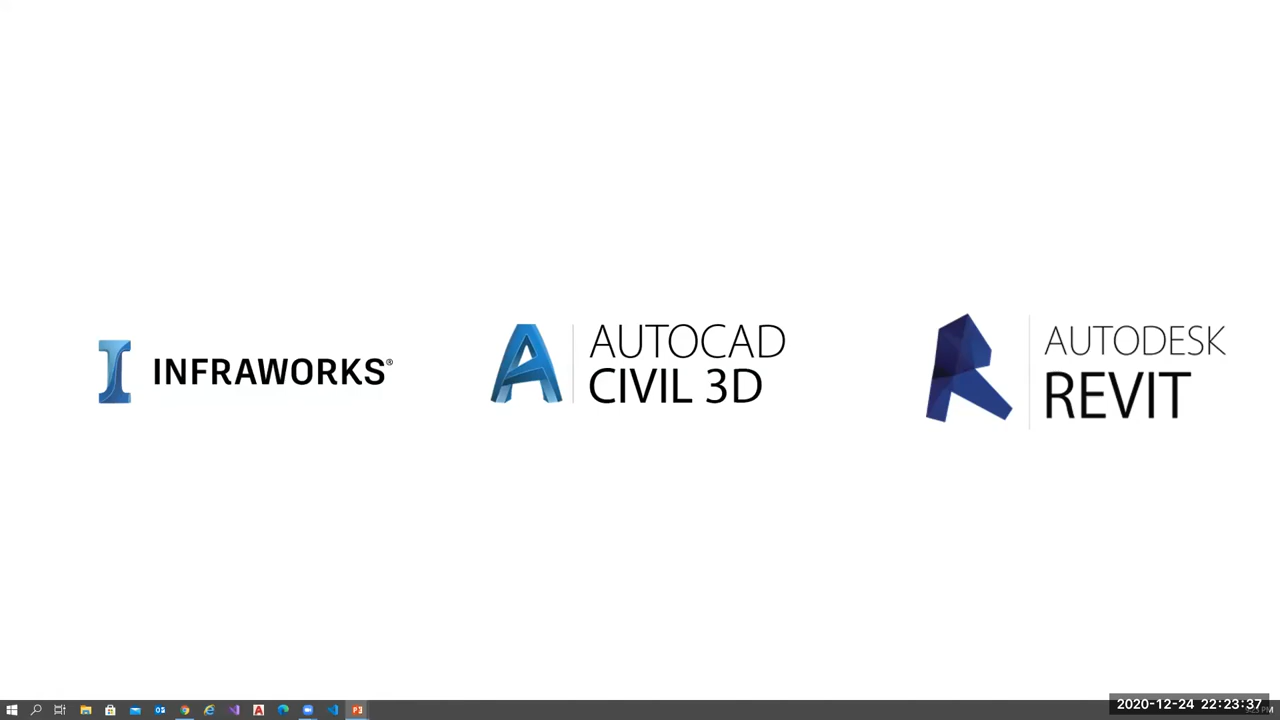 INFRAWORKS®
AUTOCAD
CIVIL 3D
AUTODESK
REVIT
2020-12-24 22:23:37